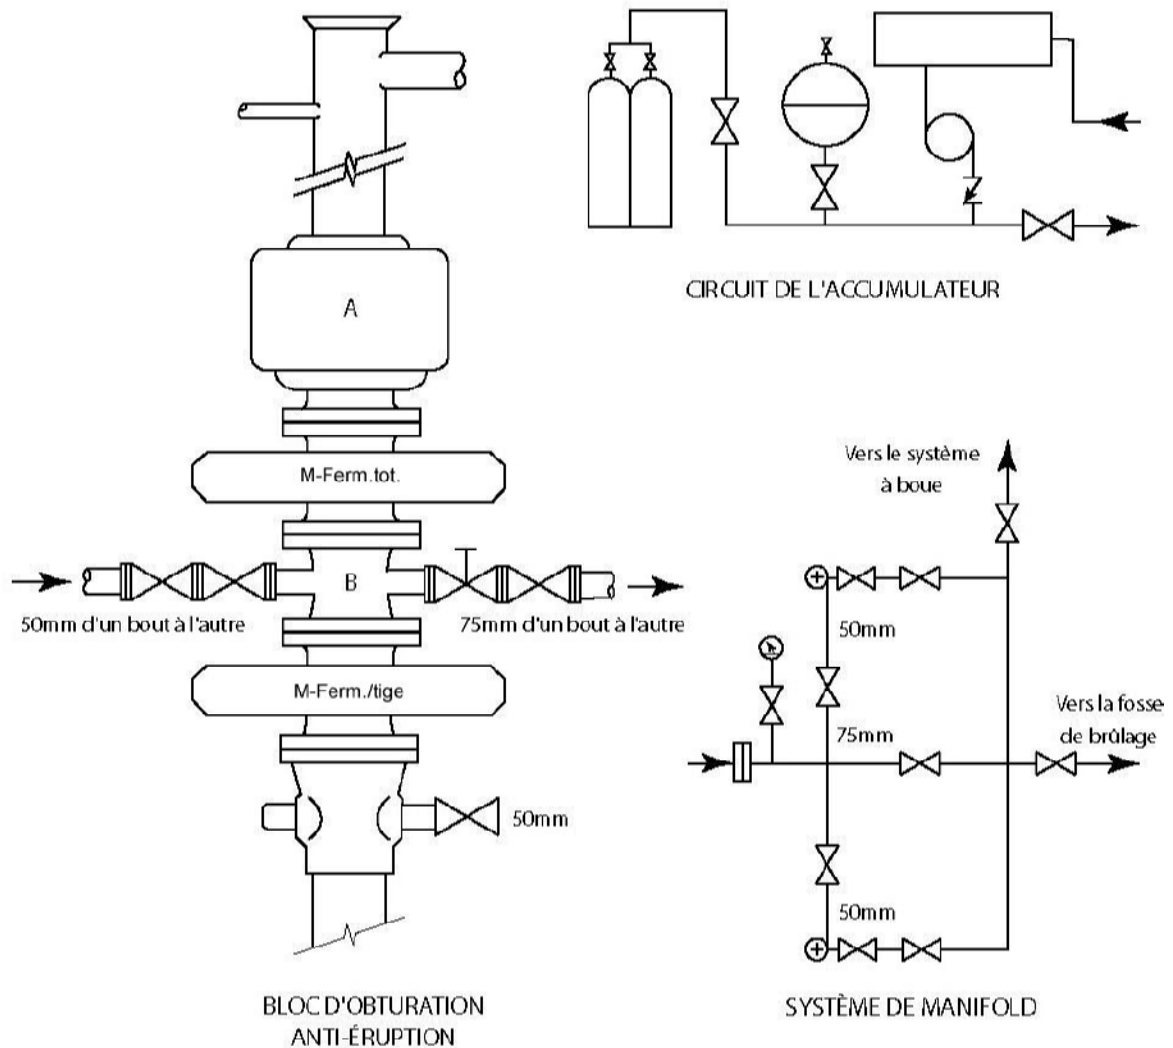 A
M-Ferm.tot.
B
50mm d'un bout à l'autre
75mm d'un bout à l'autre
M-Ferm./tige
50mm
BLOC D'OBTURATION
ANTI-ÉRUPTION
CIRCUIT DE L'ACCUMULATEUR
Vers le système
à boue
50mm
75mm
Vers la fosse
de brûlage
50mm
SYSTÈME DE MANIFOLD